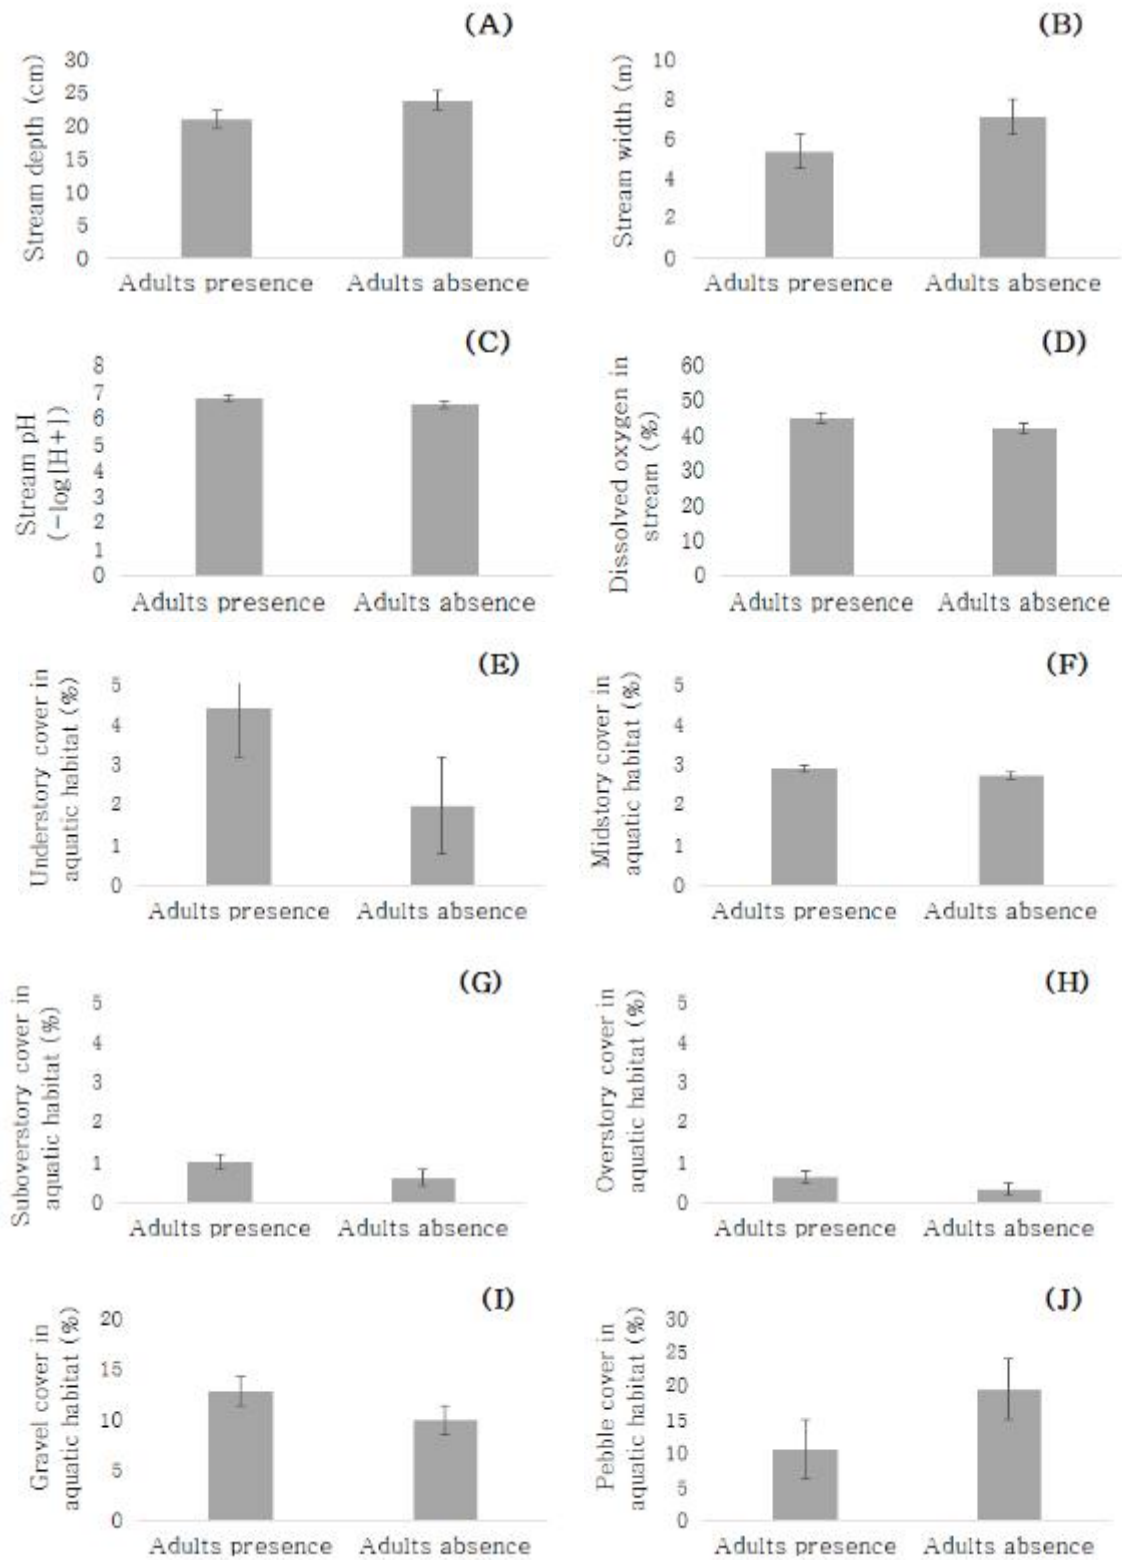 (A)
Stream depth (cm)
30
25
20
15
10
5
0
Adults presence
Adults absence
(B)
Stream width (m)
10
8
6
4
2
0
Adults presence
Adults absence
(C)
Stream pH
(-log[H+])
8
7
6
5
4
3
2
1
0
Adults presence
Adults absence
(D)
Dissolved oxygen in
stream (%)
60
50
40
30
20
10
0
Adults presence
Adults absence
(E)
Understory cover in
aquatic habitat (%)
5
4
3
2
1
0
Adults presence
Adults absence
(F)
Midstory cover in
aquatic habitat (%)
5
4
3
2
1
0
Adults presence
Adults absence
(G)
Suboverstory cover in
aquatic habitat (%)
5
4
3
2
1
0
Adults presence
Adults absence
(H)
Overstory cover in
aquatic habitat (%)
5
4
3
2
1
0
Adults presence
Adults absence
(I)
Gravel cover in
aquatic habitat (%)
20
15
10
5
0
Adults presence
Adults absence
(J)
Pebble cover in
aquatic habitat (%)
30
25
20
15
10
5
0
Adults presence
Adults absence